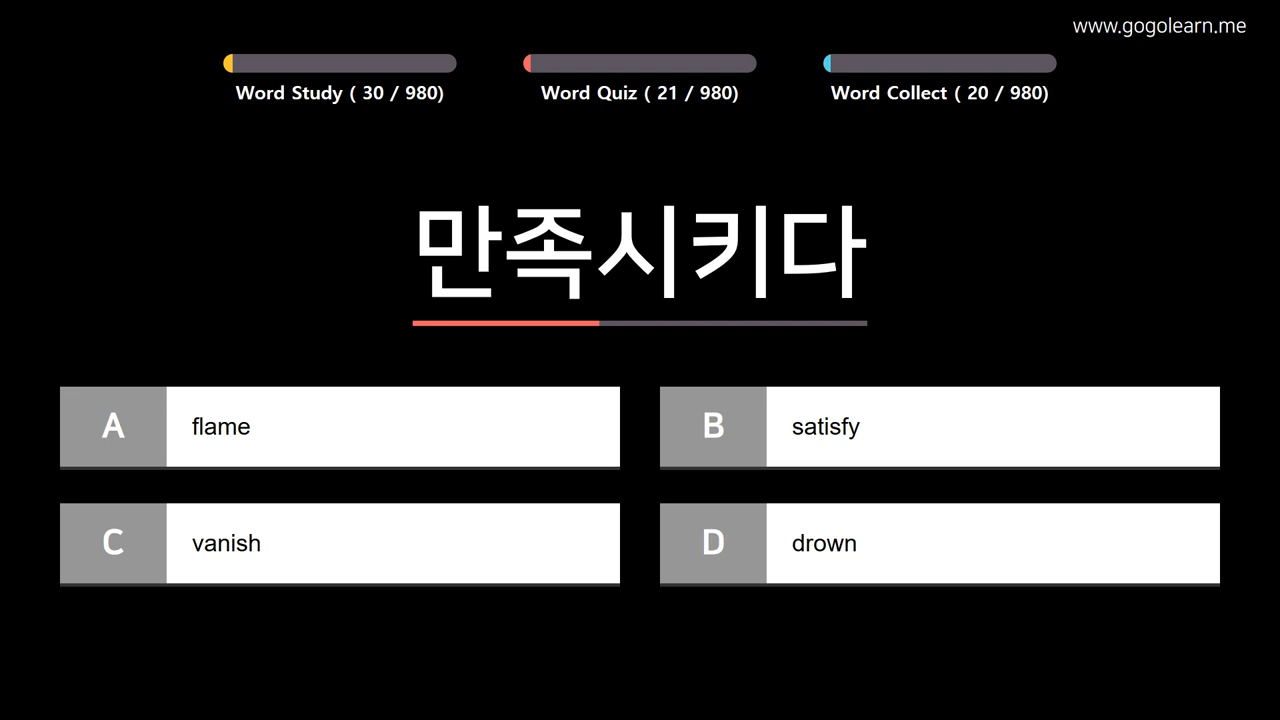 www.gogolearn.me
Word Study ( 30 / 980)
Word Quiz ( 21 / 980)
Word Collect ( 20 / 980)
만족시키다
A flame
B satisfy
C vanish
D drown